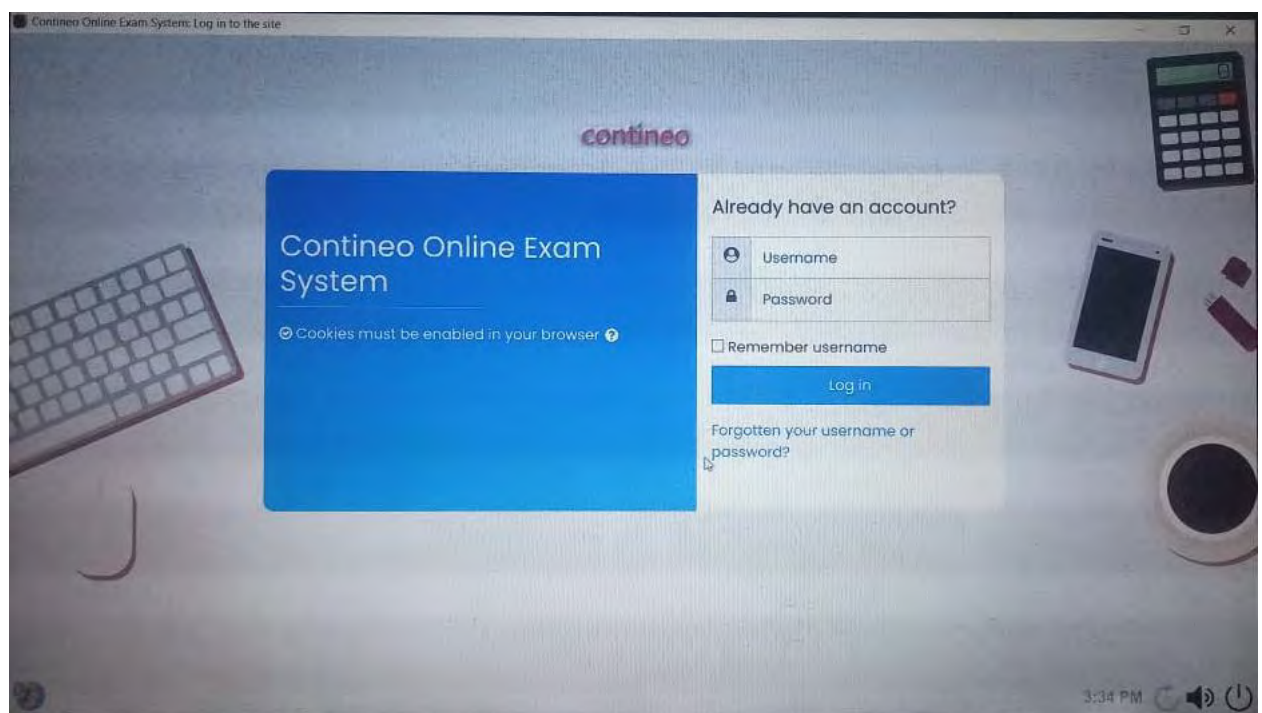 Contineo Online Exam System: Log in to the site
contineo
Contineo Online Exam
System
Cookies must be enabled in your browser
Already have an account?
Username
Password
Remember username
Log in
Forgotten your username or
password?
3:34 PM